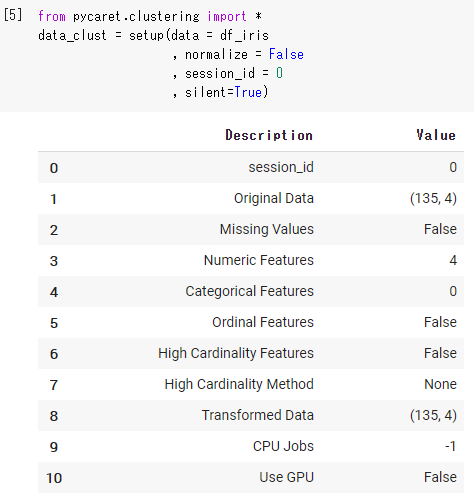 [5] from pycaret.clustering import *
data_clust = setup(data = df_iris
, normalize = False
, session_id = 0
, silent=True)
Description Value
0 session_id 0
1 Original Data (135, 4)
2 Missing Values False
3 Numeric Features 4
4 Categorical Features 0
5 Ordinal Features False
6 High Cardinality Features False
7 High Cardinality Method None
8 Transformed Data (135, 4)
9 CPU Jobs -1
10 Use GPU False